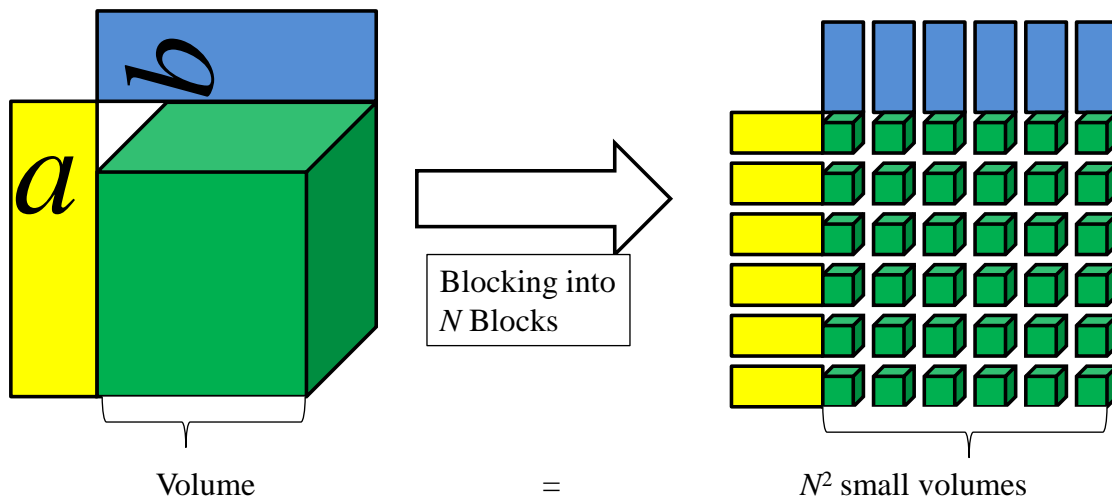 b
a
Blocking into
N Blocks
Volume = N² small volumes